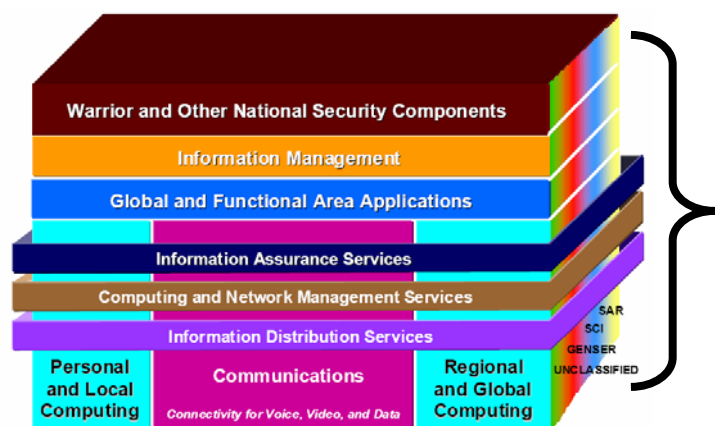 Warrior and Other National Security Components
Information Management
Global and Functional Area Applications
Information Assurance Services
Computing and Network Management Services
Information Distribution Services
SAR
SCI
GENSER
UNCLASSIFIED
Personal
and Local
Computing
Communications
Connectivity for Voice, Video, and Data
Regional
and Global
Computing